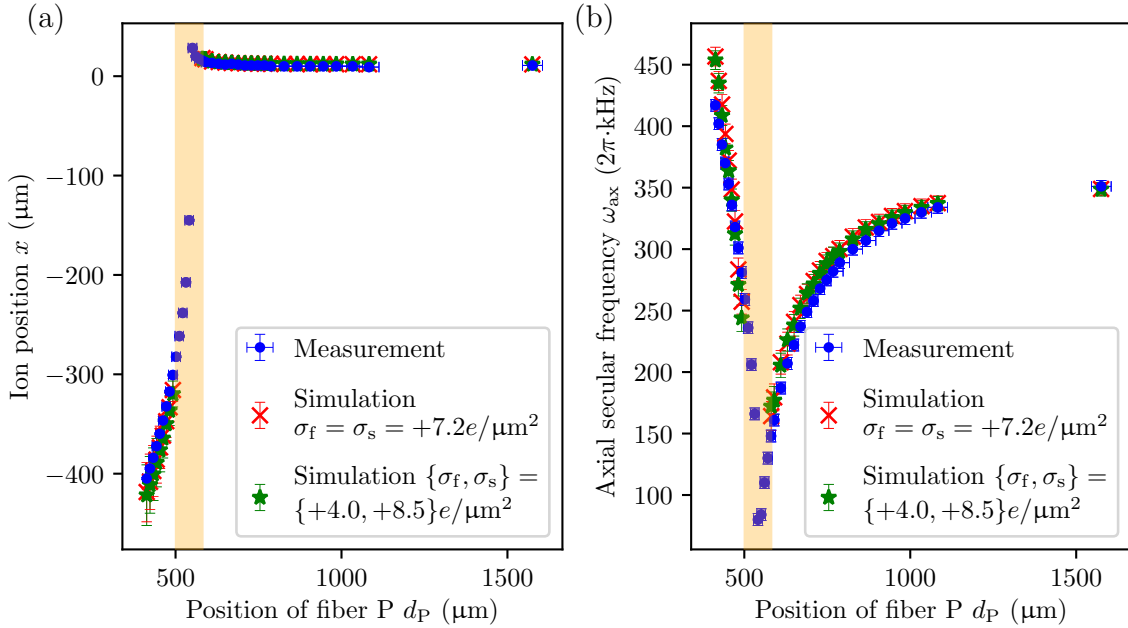 (a)
0
−100
−200
−300
−400
Ion position x (μm)
500
1000
1500
Position of fiber P d_P (μm)
Measurement
Simulation
σ_f = σ_s = +7.2e/μm²
Simulation {σ_f, σ_s} =
{+4.0, +8.5}e/μm²
(b)
450
400
350
300
250
200
150
100
Axial secular frequency ω_ax (2π·kHz)
500
1000
1500
Position of fiber P d_P (μm)
Measurement
Simulation
σ_f = σ_s = +7.2e/μm²
Simulation {σ_f, σ_s} =
{+4.0, +8.5}e/μm²